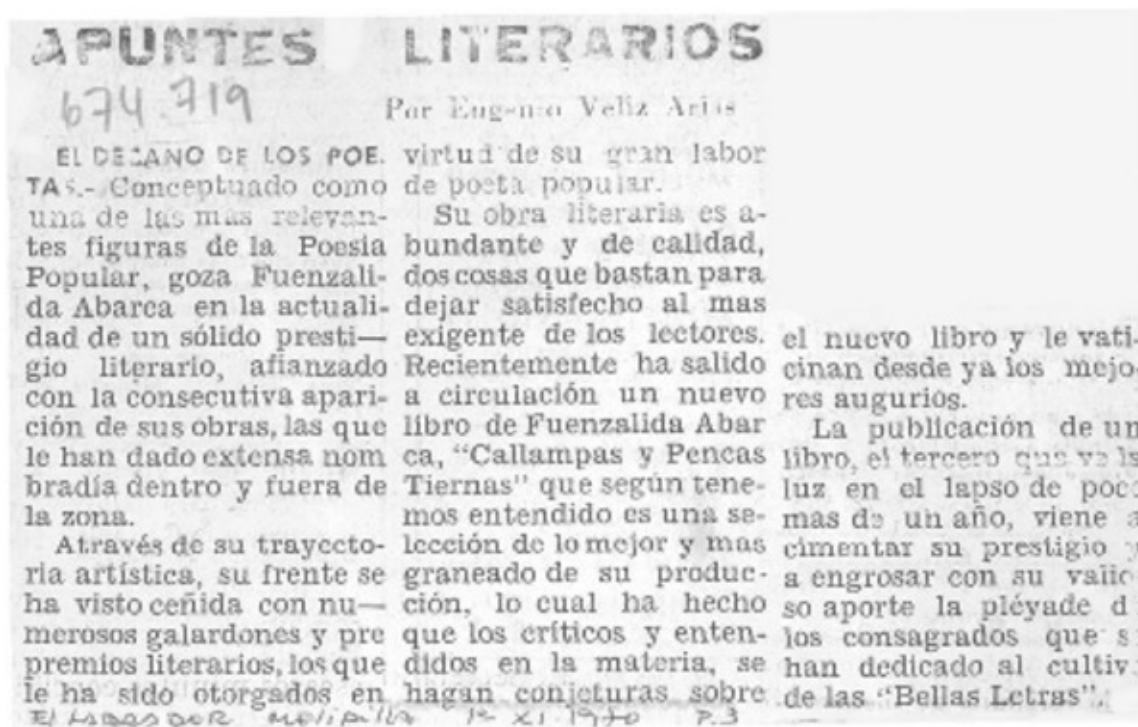 APUNTES LITERARIOS
674.719
Por Eugenio Veliz Arias
EL DECANO DE LOS POE.
TAS.- Conceptuado como
una de las mas relevan-
tes figuras de la Poesia
Popular, goza Fuenzali-
da Abarca en la actuali-
dad de un sólido presti—
gio literario, afianzado
con la consecutiva apari-
ción de sus obras, las que
le han dado extensa nom
bradía dentro y fuera de
la zona.
Através de su trayecto-
ria artística, su frente se
ha visto ceñida con nu—
merosos galardones y pre
premios literarios, los que
le ha sido otorgados en
virtud de su gran labor
de poeta popular.
Su obra literaria es a-
bundante y de calidad,
dos cosas que bastan para
dejar satisfecho al mas
exigente de los lectores.
Recientemente ha salido
a circulación un nuevo
libro de Fuenzalida Abar
ca, "Callampas y Pencas
Tiernas" que según tene-
mos entendido es una se-
lección de lo mejor y mas
graneado de su produc-
ción, lo cual ha hecho
que los críticos y enten-
didos en la materia, se
hagan conjeturas sobre
el nuevo libro y le vati-
cinan desde ya los mejo-
res augurios.
La publicación de un
libro, el tercero que ve la
luz en el lapso de poco
mas de un año, viene a
cimentar su prestigio y
a engrosar con su valio
so aporte la pléyade d
los consagrados que s
han dedicado al cultiv
de las "Bellas Letras".
El Labrador Melipilla 1º XI. 1970 P.3